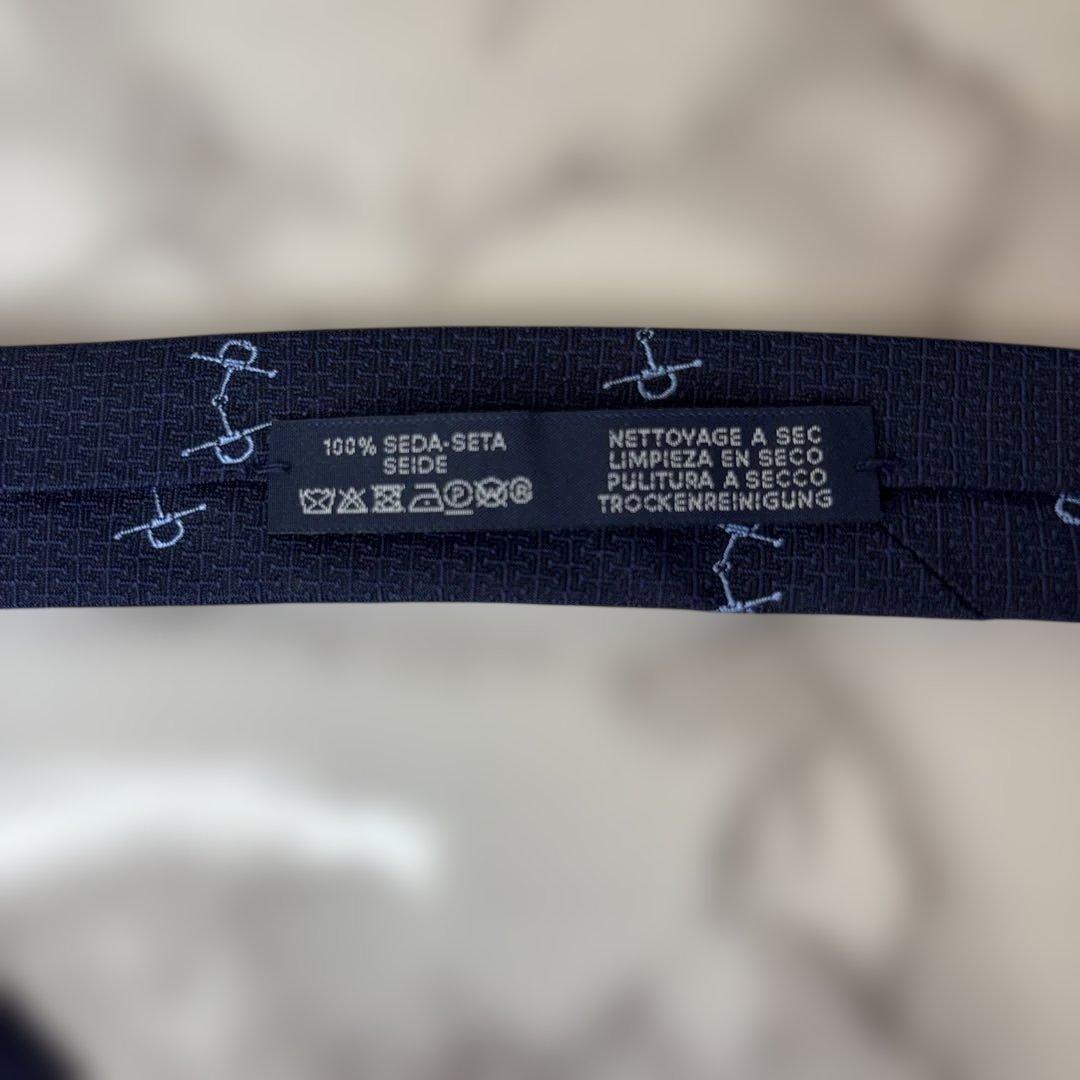 100% SEDA-SETA
SEIDE
NETTOYAGE A SEC
LIMPIEZA EN SECO
PULITURA A SECCO
TROCKENREINIGUNG